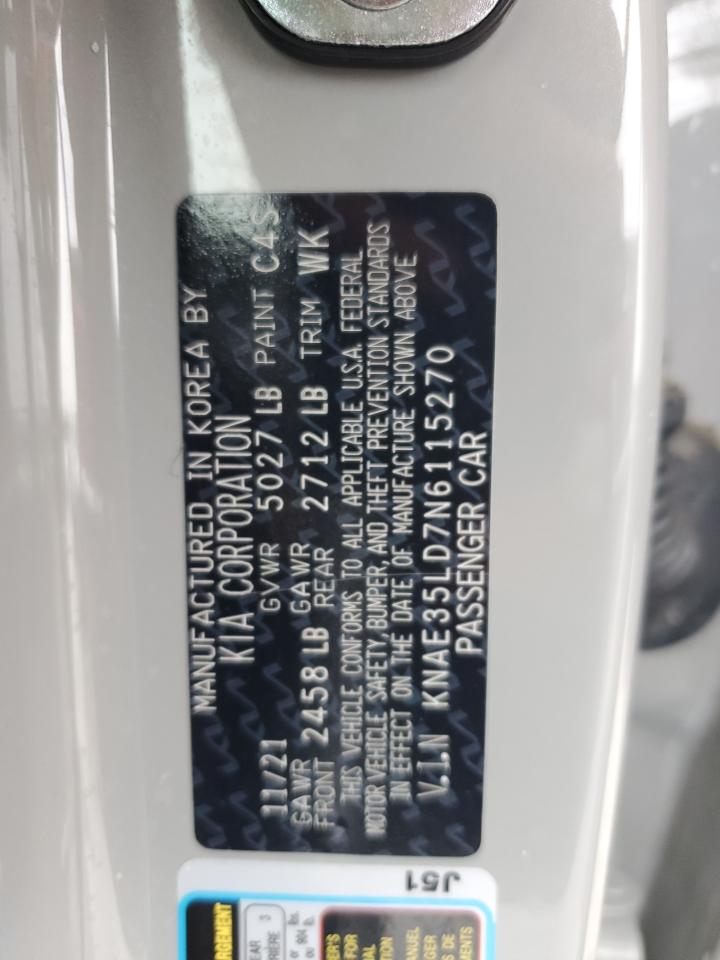 MANUFACTURED IN KOREA BY
KIA CORPORATION
11/21 GVWR 5027 LB PAINT C4S
GAWR FRONT 2458 LB GAWR REAR 2712 LB TRIM WK
THIS VEHICLE CONFORMS TO ALL APPLICABLE U.S.A. FEDERAL
MOTOR VEHICLE SAFETY, BUMPER, AND THEFT PREVENTION STANDARDS
IN EFFECT ON THE DATE OF MANUFACTURE SHOWN ABOVE
V.I.N KNAE35LD7N6115270
PASSENGER CAR
J51